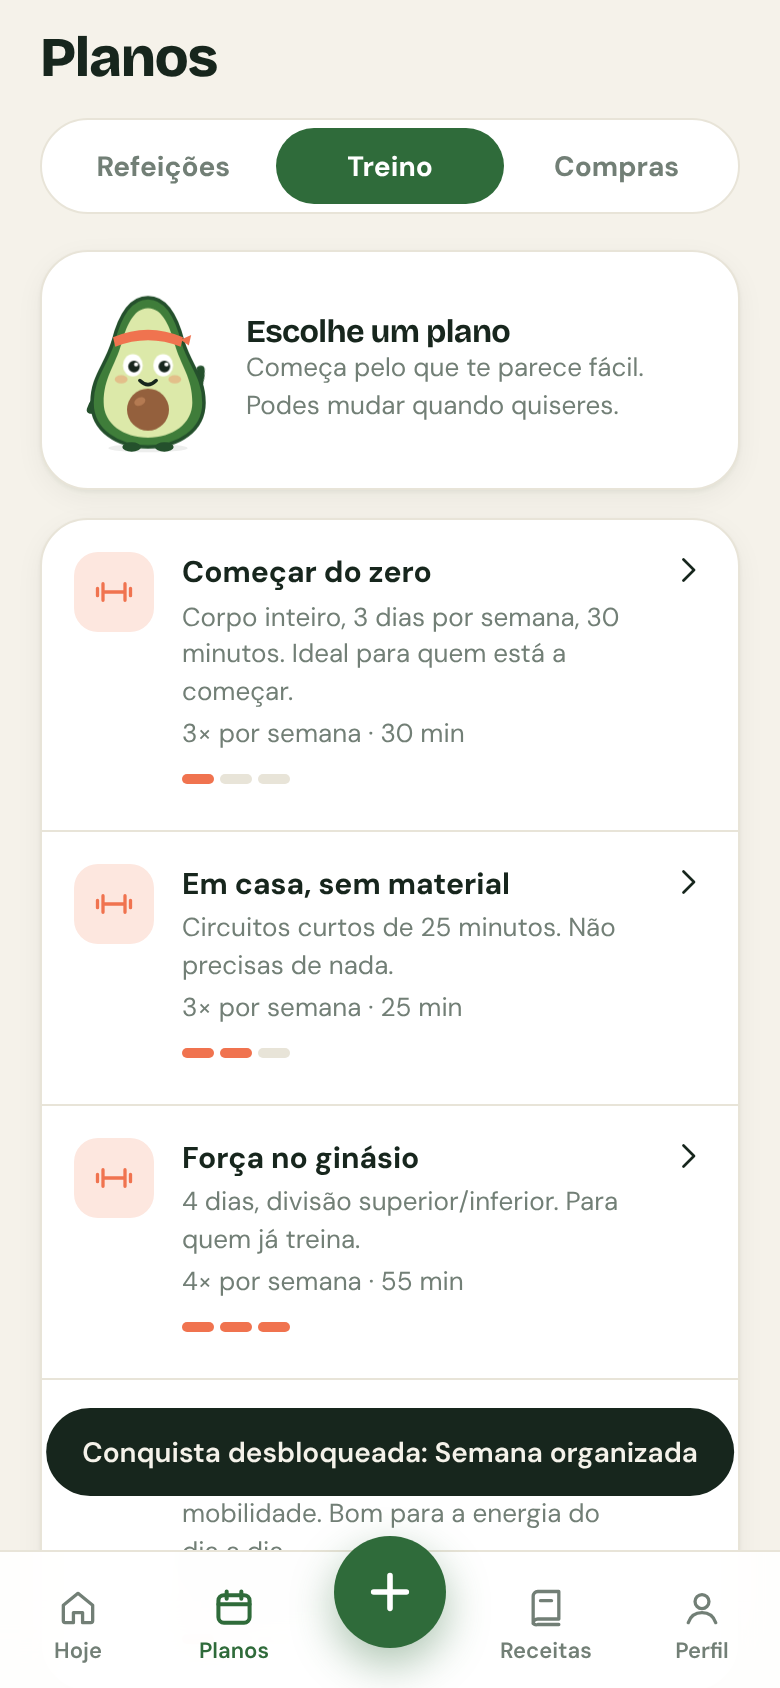 Planos
Refeições
Treino
Compras
Escolhe um plano
Começa pelo que te parece fácil.
Podes mudar quando quiseres.
Começar do zero
Corpo inteiro, 3 dias por semana, 30
minutos. Ideal para quem está a
começar.
3× por semana · 30 min
Em casa, sem material
Circuitos curtos de 25 minutos. Não
precisas de nada.
3× por semana · 25 min
Força no ginásio
4 dias, divisão superior/inferior. Para
quem já treina.
4× por semana · 55 min
Conquista desbloqueada: Semana organizada
mobilidade. Bom para a energia do
dia a dia.
Hoje
Planos
Receitas
Perfil